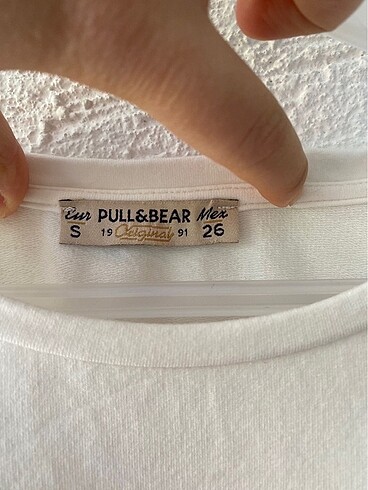 Eur PULL&BEAR Mex
S 19 Original 91 26